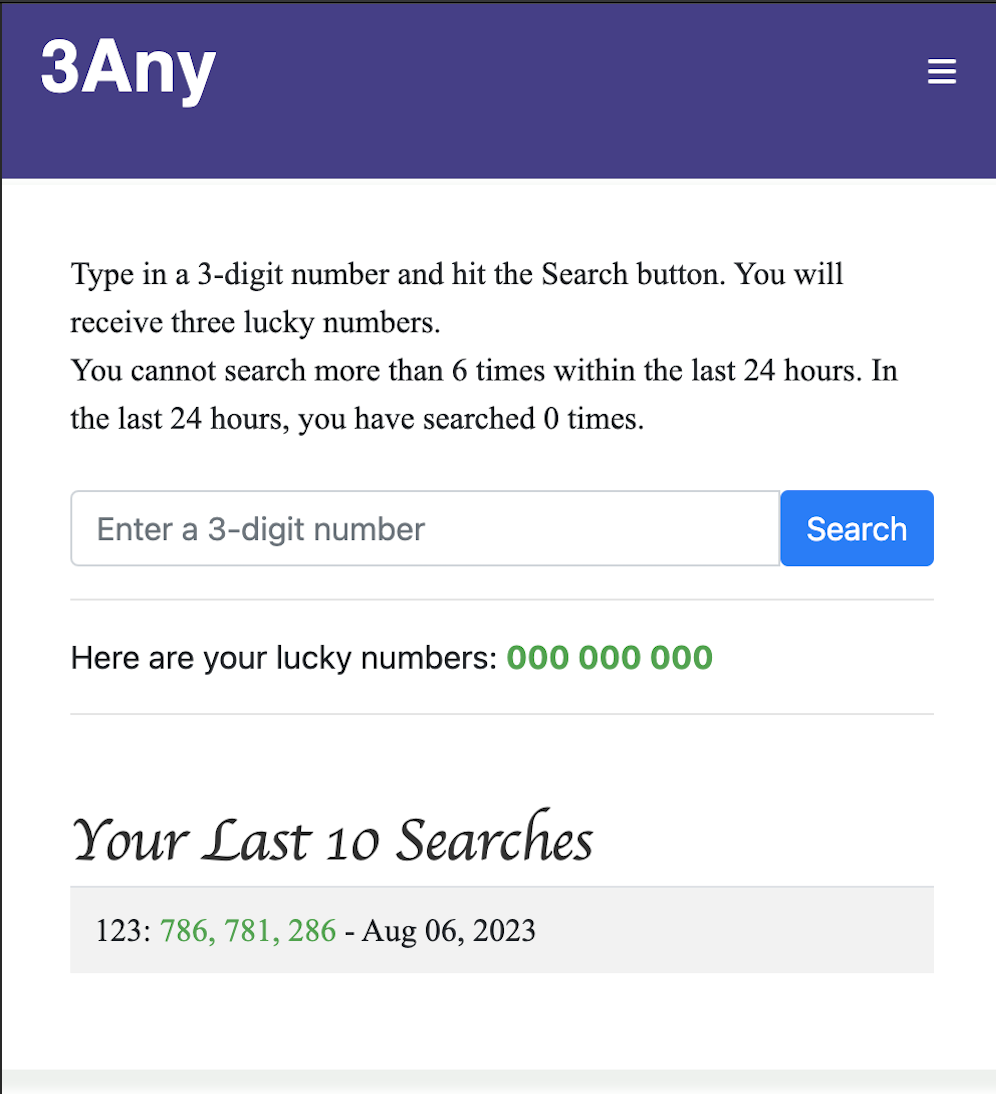 3Any
Type in a 3-digit number and hit the Search button. You will
receive three lucky numbers.
You cannot search more than 6 times within the last 24 hours. In
the last 24 hours, you have searched 0 times.
Enter a 3-digit number
Search
Here are your lucky numbers: 000 000 000
Your Last 10 Searches
123: 786, 781, 286 - Aug 06, 2023